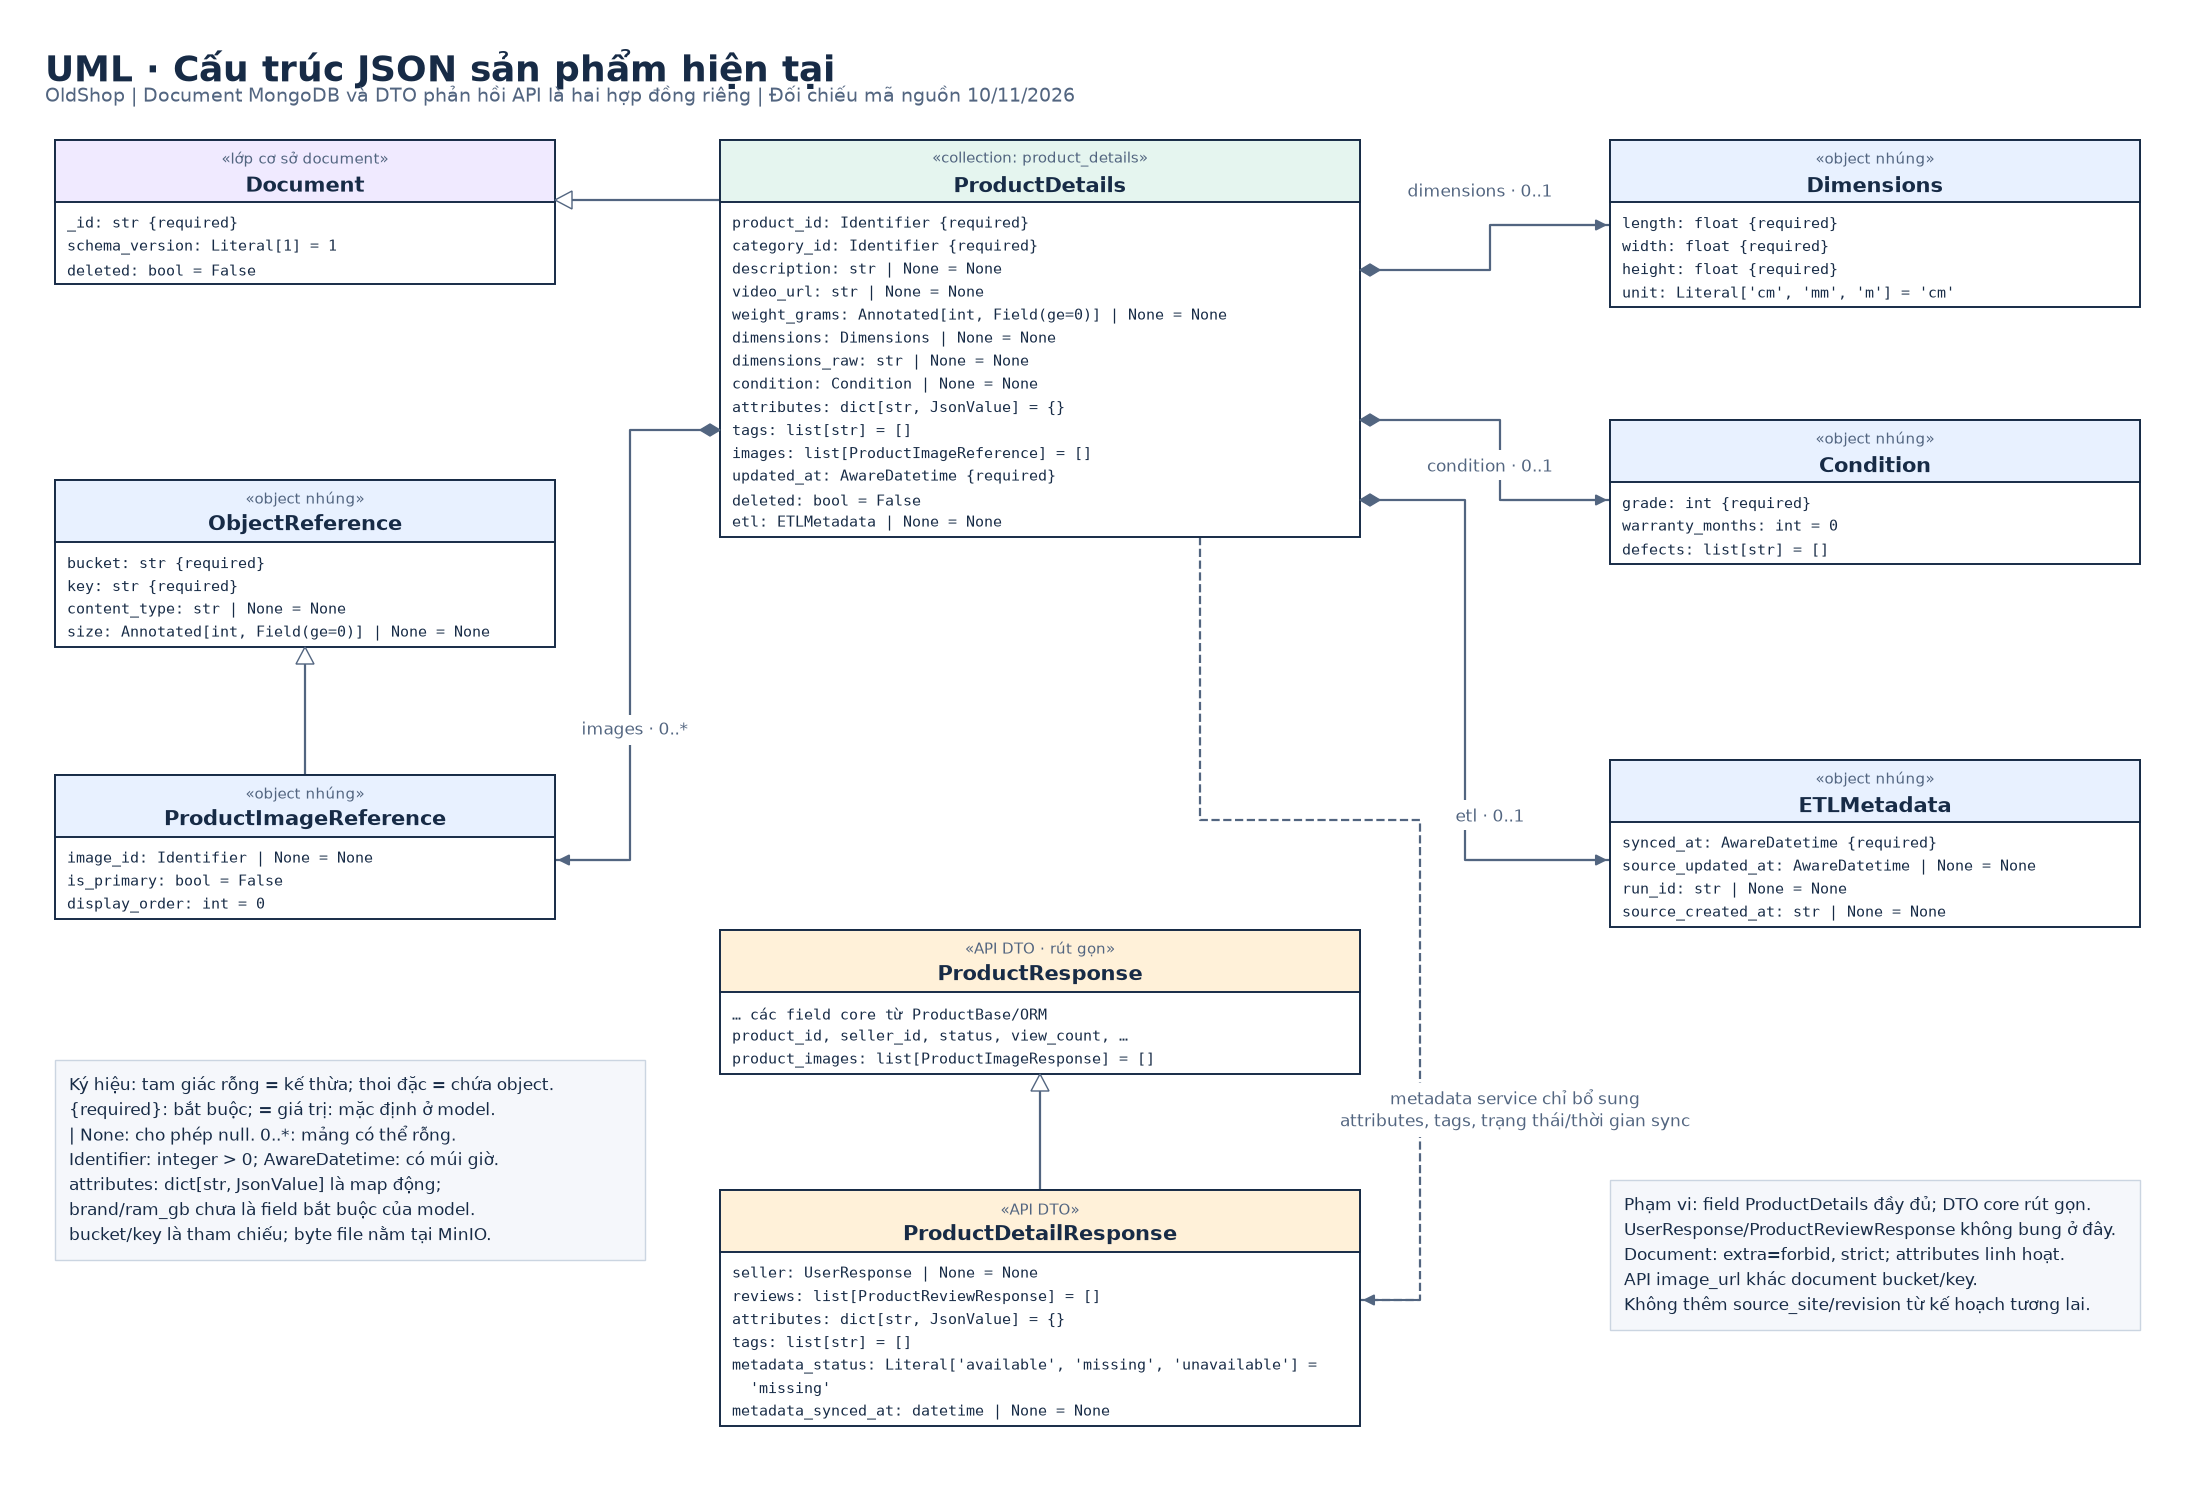 UML · Cấu trúc JSON sản phẩm hiện tại
OldShop | Document MongoDB và DTO phản hồi API là hai hợp đồng riêng | Đối chiếu mã nguồn 10/11/2026
«lớp cơ sở document»
Document
_id: str {required}
schema_version: Literal[1] = 1
deleted: bool = False
«collection: product_details»
ProductDetails
product_id: Identifier {required}
category_id: Identifier {required}
description: str | None = None
video_url: str | None = None
weight_grams: Annotated[int, Field(ge=0)] | None = None
dimensions: Dimensions | None = None
dimensions_raw: str | None = None
condition: Condition | None = None
attributes: dict[str, JsonValue] = {}
tags: list[str] = []
images: list[ProductImageReference] = []
updated_at: AwareDatetime {required}
deleted: bool = False
etl: ETLMetadata | None = None
dimensions · 0..1
«object nhúng»
Dimensions
length: float {required}
width: float {required}
height: float {required}
unit: Literal['cm', 'mm', 'm'] = 'cm'
condition · 0..1
«object nhúng»
Condition
grade: int {required}
warranty_months: int = 0
defects: list[str] = []
«object nhúng»
ObjectReference
bucket: str {required}
key: str {required}
content_type: str | None = None
size: Annotated[int, Field(ge=0)] | None = None
images · 0..*
«object nhúng»
ProductImageReference
image_id: Identifier | None = None
is_primary: bool = False
display_order: int = 0
etl · 0..1
«object nhúng»
ETLMetadata
synced_at: AwareDatetime {required}
source_updated_at: AwareDatetime | None = None
run_id: str | None = None
source_created_at: str | None = None
«API DTO · rút gọn»
ProductResponse
… các field core từ ProductBase/ORM
product_id, seller_id, status, view_count, …
product_images: list[ProductImageResponse] = []
metadata service chỉ bổ sung
attributes, tags, trạng thái/thời gian sync
«API DTO»
ProductDetailResponse
seller: UserResponse | None = None
reviews: list[ProductReviewResponse] = []
attributes: dict[str, JsonValue] = {}
tags: list[str] = []
metadata_status: Literal['available', 'missing', 'unavailable'] =
'missing'
metadata_synced_at: datetime | None = None
Ký hiệu: tam giác rỗng = kế thừa; thoi đặc = chứa object.
{required}: bắt buộc; = giá trị: mặc định ở model.
| None: cho phép null. 0..*: mảng có thể rỗng.
Identifier: integer > 0; AwareDatetime: có múi giờ.
attributes: dict[str, JsonValue] là map động;
brand/ram_gb chưa là field bắt buộc của model.
bucket/key là tham chiếu; byte file nằm tại MinIO.
Phạm vi: field ProductDetails đầy đủ; DTO core rút gọn.
UserResponse/ProductReviewResponse không bung ở đây.
Document: extra=forbid, strict; attributes linh hoạt.
API image_url khác document bucket/key.
Không thêm source_site/revision từ kế hoạch tương lai.